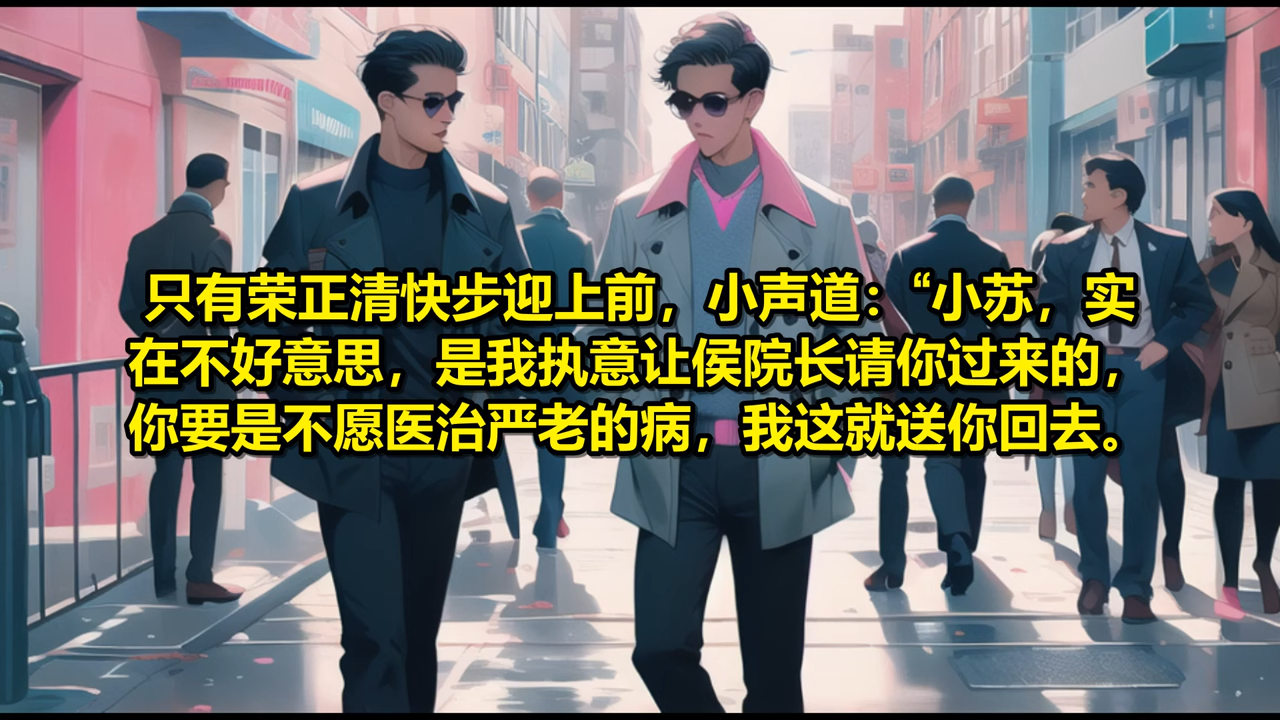 只有荣正清快步迎上前，小声道：“小苏，实
在不好意思，是我执意让侯院长请你过来的，
你要是不愿医治严老的病，我这就送你回去。